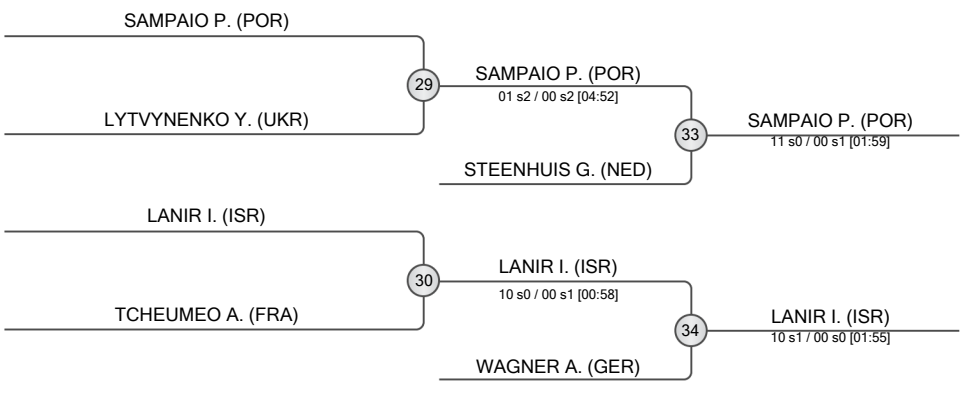 SAMPAIO P. (POR)
29
LYTVYNENKO Y. (UKR)
SAMPAIO P. (POR)
01 s2 / 00 s2 [04:52]
33
STEENHUIS G. (NED)
SAMPAIO P. (POR)
11 s0 / 00 s1 [01:59]
LANIR I. (ISR)
30
TCHEUMEO A. (FRA)
LANIR I. (ISR)
10 s0 / 00 s1 [00:58]
34
WAGNER A. (GER)
LANIR I. (ISR)
10 s1 / 00 s0 [01:55]